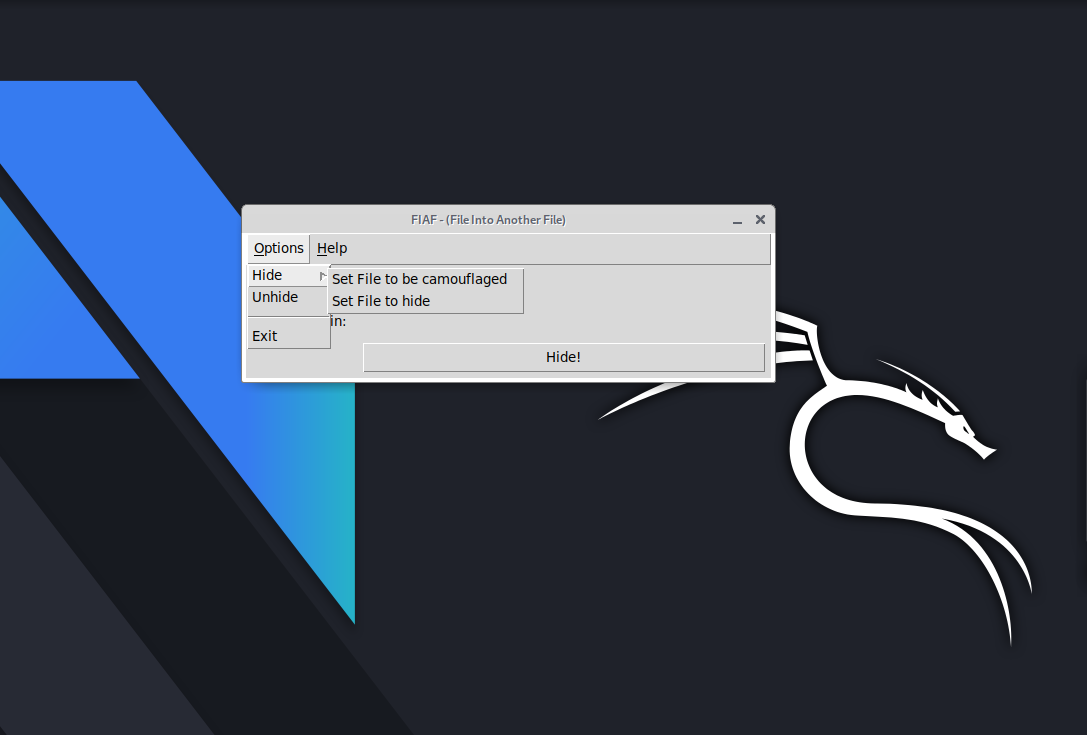 FIAF - (File Into Another File)
Options Help
Hide
Set File to be camouflaged
Unhide
Set File to hide
in:
Exit
Hide!